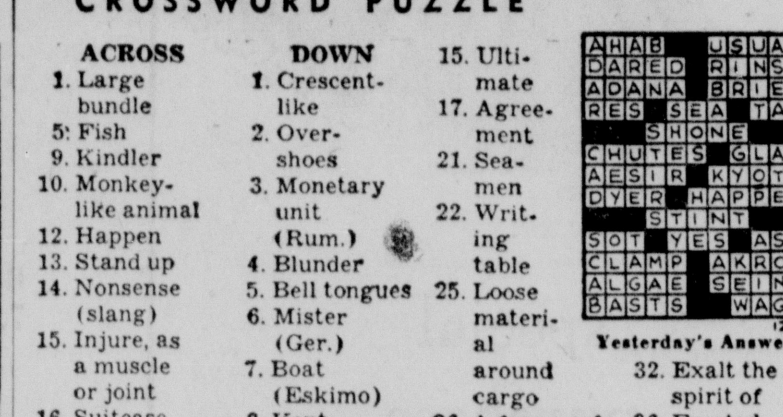 CROSSWORD PUZZLE
ACROSS
1. Large
bundle
5. Fish
9. Kindler
10. Monkey-
like animal
12. Happen
13. Stand up
14. Nonsense
(slang)
15. Injure, as
a muscle
or joint
16. Suitcase
DOWN
1. Crescent-
like
2. Over-
shoes
3. Monetary
unit
(Rum.)
4. Blunder
5. Bell tongues
6. Mister
(Ger.)
7. Boat
(Eskimo)
15. Ulti-
mate
17. Agree-
ment
21. Sea-
men
22. Writ-
ing
table
25. Loose
materi-
al
around
cargo
AHAB USUA
DARED RINS
ADANA BRIE
RES SEA TA
SHONE
CHUTES GLA
AESIR KYOT
DYER HAPPE
STINT
SOT YES AS
CLAMP AKRO
ALGAE SEIN
BASTS WAG
12
Yesterday's Answe
32. Exalt the
spirit of